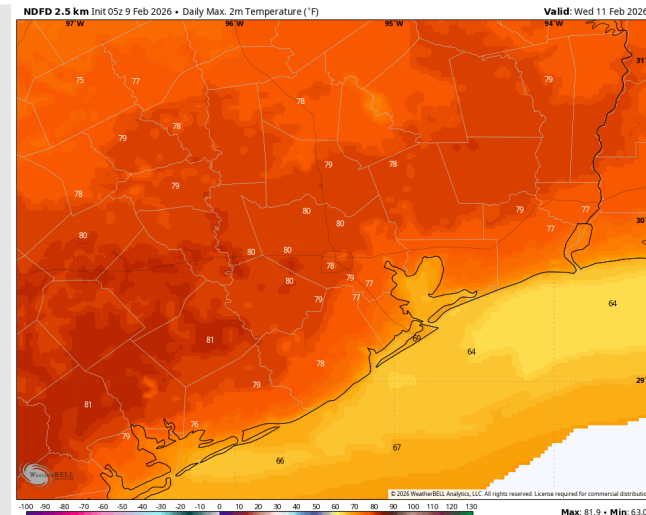 NDFD 2.5 km Init 05z 9 Feb 2026 • Daily Max. 2m Temperature (°F)
Valid: Wed 11 Feb 2026
97°W 96°W 95°W 94°W
31°
75 77 79
78
79 78
79 78
78 79
79 77 30°
80 80
80 77
80 80
78
80 79 77
79 77
64
81 69 64
78
79 29°
81
76
79
67
66
WEATHERBELL
© 2026 WeatherBELL Analytics, LLC. All rights reserved. License required for commercial distributio
-100 -90 -80 -70 -60 -50 -40 -30 -20 -10 0 10 20 30 40 50 60 70 80 90 100 110 120 130
Max: 81.9 • Min: 63.0